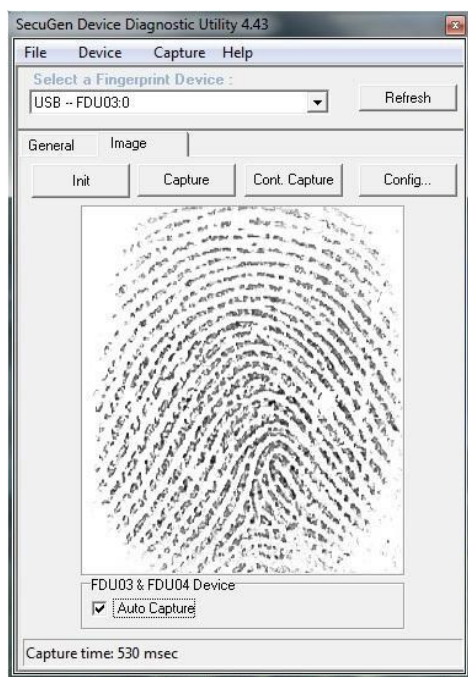 SecuGen Device Diagnostic Utility 4.43
File Device Capture Help
Select a Fingerprint Device :
USB -- FDU03:0
Refresh
General Image
Init Capture Cont. Capture Config...
FDU03 & FDU04 Device
Auto Capture
Capture time: 530 msec